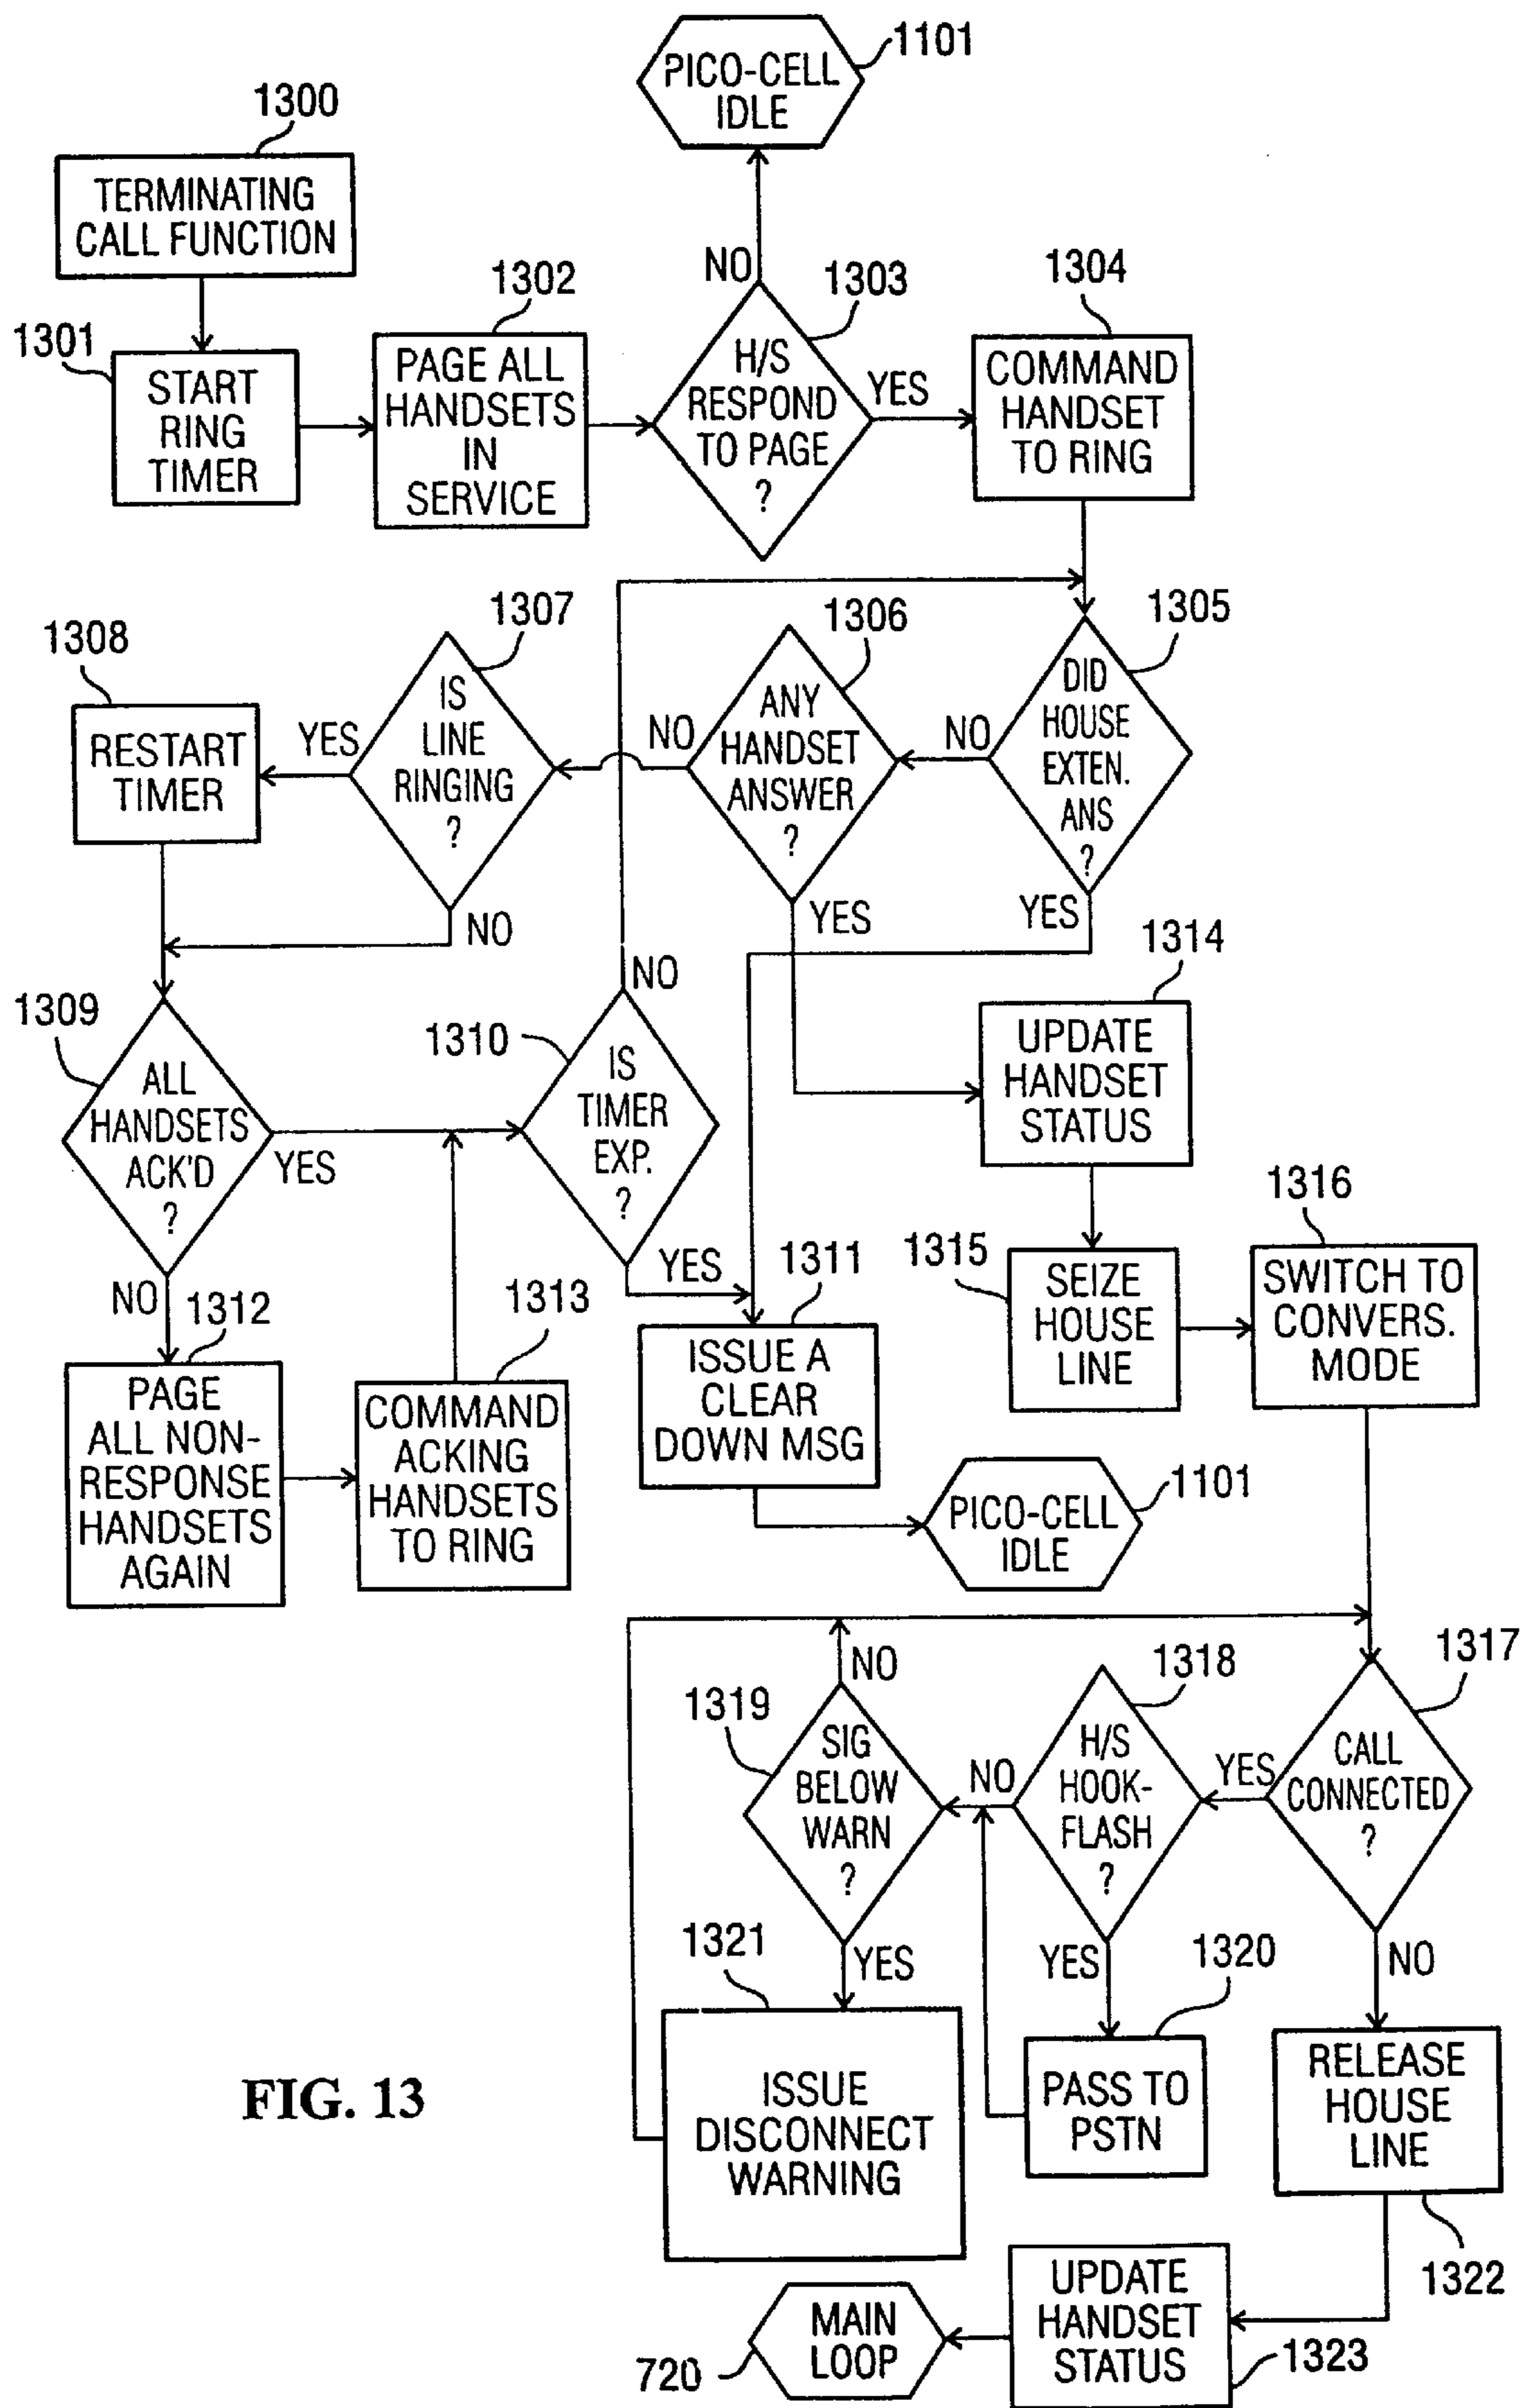 1101
PICO-CELL
IDLE
1300
TERMINATING
CALL FUNCTION
1301
START
RING
TIMER
1302
PAGE ALL
HANDSETS
IN
SERVICE
NO
1303
H/S
RESPOND
TO PAGE
?
YES
1304
COMMAND
HANDSET
TO RING
1305
DID
HOUSE
EXTEN.
ANS
?
NO
YES
1306
ANY
HANDSET
ANSWER
?
NO
YES
1307
IS
LINE
RINGING
?
YES
NO
1308
RESTART
TIMER
1309
ALL
HANDSETS
ACK'D
?
YES
NO
1310
IS
TIMER
EXP.
?
NO
YES
1311
ISSUE A
CLEAR
DOWN MSG
1101
PICO-CELL
IDLE
1312
PAGE
ALL NON-
RESPONSE
HANDSETS
AGAIN
1313
COMMAND
ACKING
HANDSETS
TO RING
1314
UPDATE
HANDSET
STATUS
1315
SEIZE
HOUSE
LINE
1316
SWITCH TO
CONVERS.
MODE
1317
CALL
CONNECTED
?
YES
NO
1318
H/S
HOOK-
FLASH
?
NO
YES
1319
SIG
BELOW
WARN
?
NO
YES
1320
PASS TO
PSTN
1321
ISSUE
DISCONNECT
WARNING
1322
RELEASE
HOUSE
LINE
1323
UPDATE
HANDSET
STATUS
720
MAIN
LOOP
FIG. 13